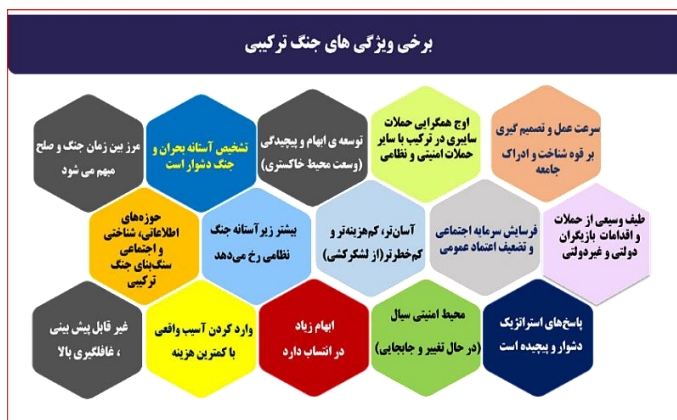 برخی ویژگی های جنگ ترکیبی
سرعت عمل و تصمیم گیری
بر قوه شناخت و ادراک
جامعه
اوج همگرایی حملات
سایبری در ترکیب با سایر
حملات امنیتی و نظامی
توسعه ی ابهام و پیچیدگی
(وسعت محیط خاکستری)
تشخیص آستانه بحران و
جنگ دشوار است
مرز بین زمان جنگ و صلح
مبهم می شود
طیف وسیعی از حملات
و اقدامات بازیگران
دولتی و غیردولتی
فرسایش سرمایه اجتماعی
و تضعیف اعتماد عمومی
آسان‌تر، کم‌هزینه‌تر و
کم‌خطرتر(از لشکرکشی)
بیشتر زیرآستانه جنگ
نظامی رخ می‌دهد
حوزه‌های
اطلاعاتی، شناختی
و اجتماعی
سنگ‌بنای جنگ
ترکیبی
پاسخ‌های استراتژیک
دشوار و پیچیده است
محیط امنیتی سیال
(در حال تغییر و جابجایی)
ابهام زیاد
در انتساب دارد
وارد کردن آسیب واقعی
با کمترین هزینه
غیر قابل پیش بینی
، غافلگیری بالا